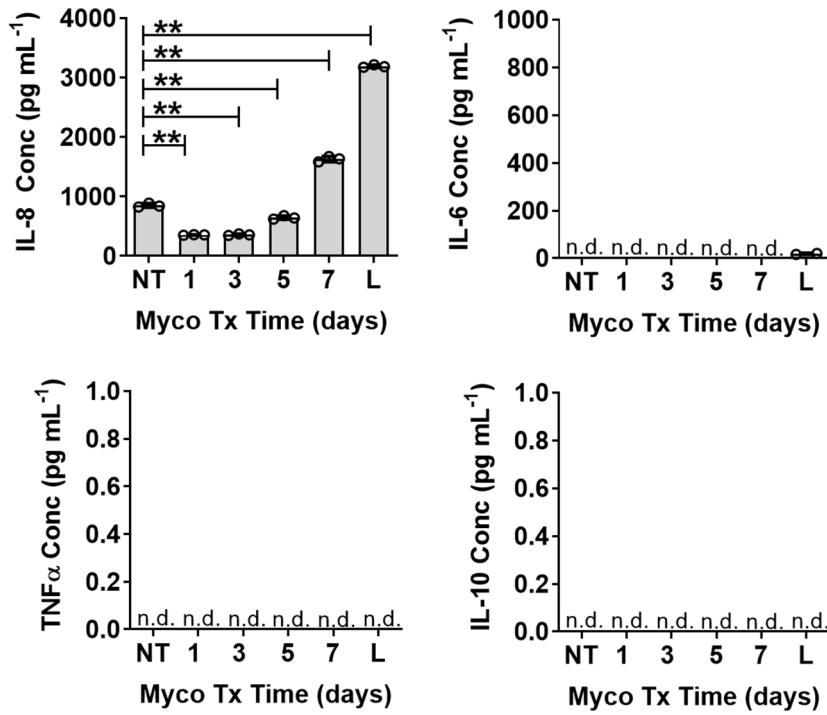 IL-8 Conc (pg mL⁻¹)
4000
3000
2000
1000
0
**
**
**
**
**
NT 1 3 5 7 L
Myco Tx Time (days)
IL-6 Conc (pg mL⁻¹)
1000
800
600
400
200
0
n.d. n.d. n.d. n.d. n.d.
NT 1 3 5 7 L
Myco Tx Time (days)
TNFα Conc (pg mL⁻¹)
1.0
0.8
0.6
0.4
0.2
0.0
n.d. n.d. n.d. n.d. n.d. n.d.
NT 1 3 5 7 L
Myco Tx Time (days)
IL-10 Conc (pg mL⁻¹)
1.0
0.8
0.6
0.4
0.2
0.0
n.d. n.d. n.d. n.d. n.d. n.d.
NT 1 3 5 7 L
Myco Tx Time (days)